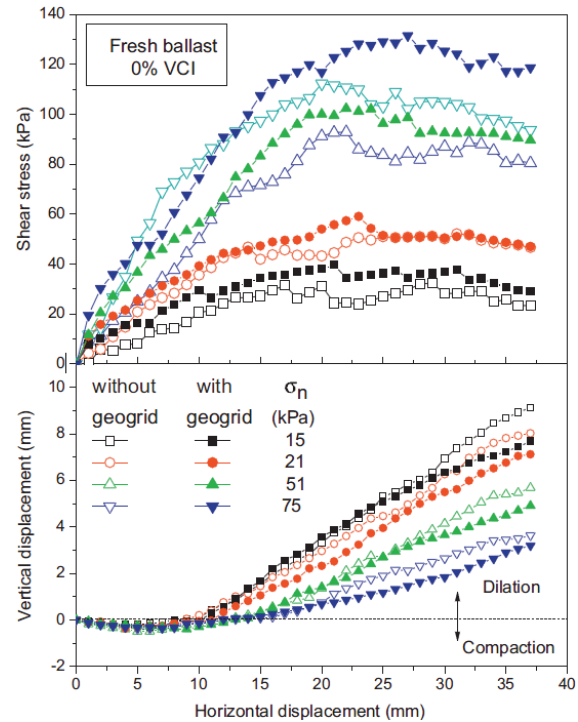 140
120
100
80
60
40
20
0
Shear stress (kPa)
Fresh ballast
0% VCI
10
8
6
4
2
0
-2
Vertical displacement (mm)
without with σn
geogrid geogrid (kPa)
15
21
51
75
Dilation
Compaction
0 5 10 15 20 25 30 35 40
Horizontal displacement (mm)